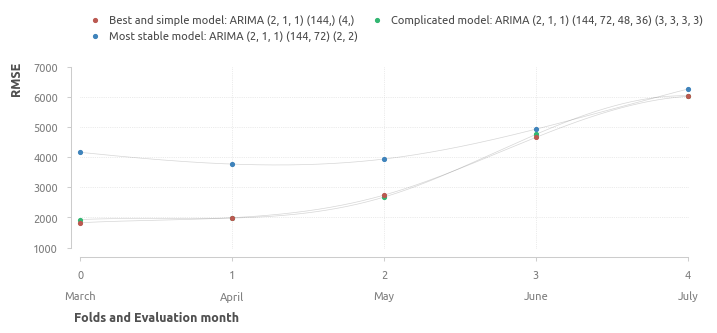 Best and simple model: ARIMA (2, 1, 1) (144,) (4,)
Complicated model: ARIMA (2, 1, 1) (144, 72, 48, 36) (3, 3, 3, 3)
Most stable model: ARIMA (2, 1, 1) (144, 72) (2, 2)
RMSE
7000
6000
5000
4000
3000
2000
1000
0 1 2 3 4
March April May June July
Folds and Evaluation month